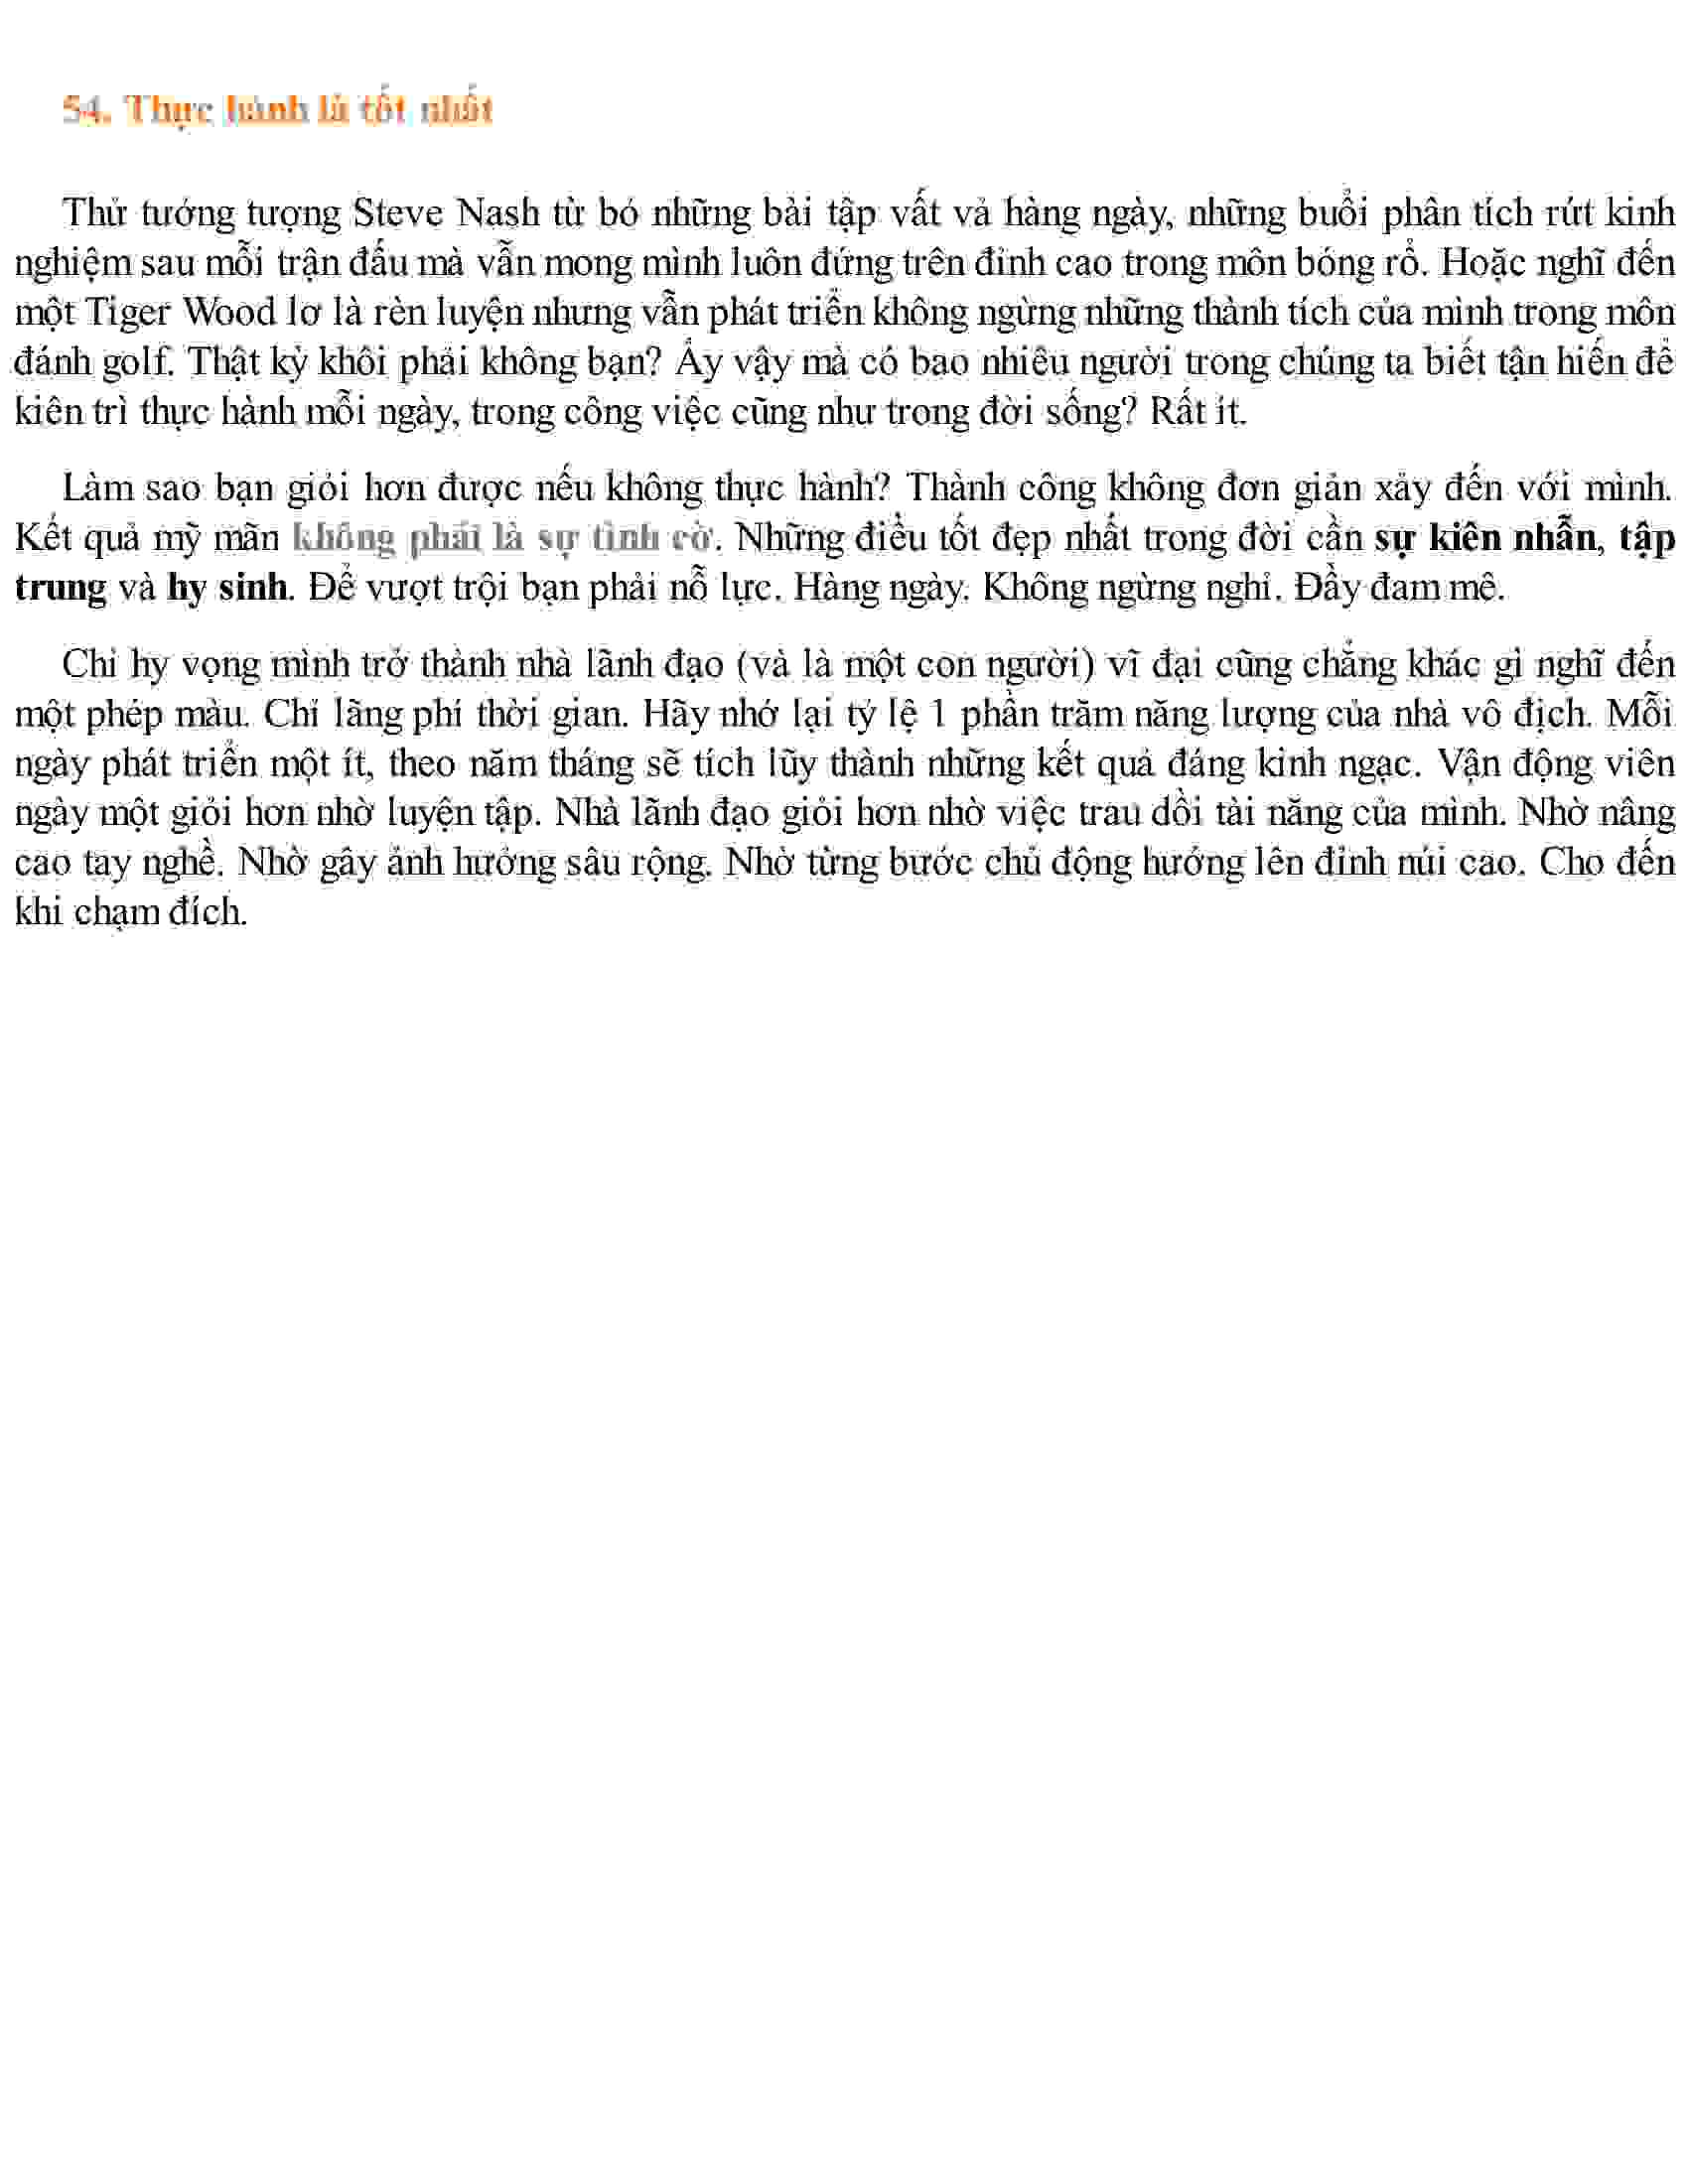 54. Thực hành là tốt nhất
Thử tưởng tượng Steve Nash từ bỏ những bài tập vất vả hàng ngày, những buổi phân tích rút kinh
nghiệm sau mỗi trận đấu mà vẫn mong mình luôn đứng trên đỉnh cao trong môn bóng rổ. Hoặc nghĩ đến
một Tiger Wood lơ là rèn luyện nhưng vẫn phát triển không ngừng những thành tích của mình trong môn
đánh golf. Thật kỳ khôi phải không bạn? Ấy vậy mà có bao nhiêu người trong chúng ta biết tận hiến để
kiên trì thực hành mỗi ngày, trong công việc cũng như trong đời sống? Rất ít.
Làm sao bạn giỏi hơn được nếu không thực hành? Thành công không đơn giản xảy đến với mình.
Kết quả mỹ mãn không phải là sự tình cờ. Những điều tốt đẹp nhất trong đời cần sự kiên nhẫn, tập
trung và hy sinh. Để vượt trội bạn phải nỗ lực. Hàng ngày. Không ngừng nghỉ. Đầy đam mê.
Chỉ hy vọng mình trở thành nhà lãnh đạo (và là một con người) vĩ đại cũng chẳng khác gì nghĩ đến
một phép màu. Chỉ lãng phí thời gian. Hãy nhớ lại tỷ lệ 1 phần trăm năng lượng của nhà vô địch. Mỗi
ngày phát triển một ít, theo năm tháng sẽ tích lũy thành những kết quả đáng kinh ngạc. Vận động viên
ngày một giỏi hơn nhờ luyện tập. Nhà lãnh đạo giỏi hơn nhờ việc trau dồi tài năng của mình. Nhờ nâng
cao tay nghề. Nhờ gây ảnh hưởng sâu rộng. Nhờ từng bước chủ động hướng lên đỉnh núi cao. Cho đến
khi chạm đích.